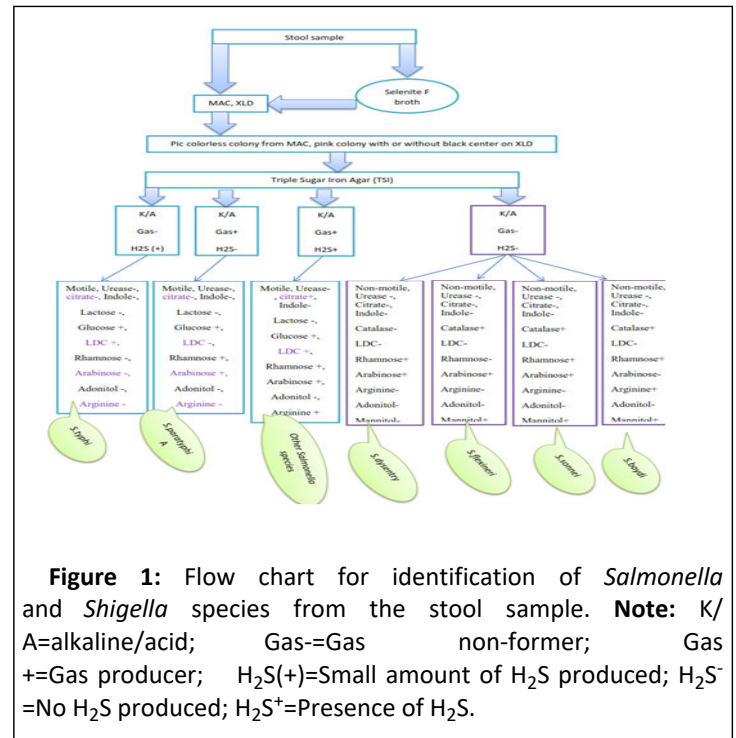 Stool sample
Selenite F
broth
MAC, XLD
Pic colorless colony from MAC, pink colony with or without black center on XLD
Triple Sugar Iron Agar (TSI)
K/A
Gas-
H2S (+)
K/A
Gas+
H2S-
K/A
Gas+
H2S+
K/A
Gas-
H2S-
Motile, Urease-,
citrate-, Indole-,
Lactose -,
Glucose +,
LDC +,
Rhamnose -,
Arabinose -,
Adonitol -,
Arginine -
S.typhi
Motile, Urease-,
citrate-, Indole-,
Lactose -,
Glucose +,
LDC -,
Rhamnose +,
Arabinose +,
Adonitol -,
Arginine -
S.paratyphi
A
Motile, Urease-
, citrate+,
Indole-
Lactose -,
Glucose +,
LDC +,
Rhamnose +,
Arabinose +,
Adonitol -,
Arginine +
Other Salmonella
species
Non-motile,
Urease -,
Citrate-,
Indole-
Catalase-
LDC-
Rhamnose+
Arabinose+
Arginine-
Adonitol-
Mannitol-
S.dysentry
Non-motile,
Urease -,
Citrate-,
Indole-
Catalase+
LDC-
Rhamnose-
Arabinose+
Arginine-
Adonitol-
Mannitol+
S.flexineri
Non-motile,
Urease -,
Citrate-,
Indole-
Catalase+
LDC-
Rhamnose+
Arabinose+
Arginine+
Adonitol-
Mannitol+
S.sonnei
Non-motile,
Urease -,
Citrate-,
Indole-
Catalase+
LDC-
Rhamnose+
Arabinose-
Arginine+
Adonitol-
Mannitol+
S.boydi
Figure 1: Flow chart for identification of Salmonella
and Shigella species from the stool sample. Note: K/
A=alkaline/acid; Gas-=Gas non-former; Gas
+=Gas producer; H₂S(+)=Small amount of H₂S produced; H₂S⁻
=No H₂S produced; H₂S⁺=Presence of H₂S.